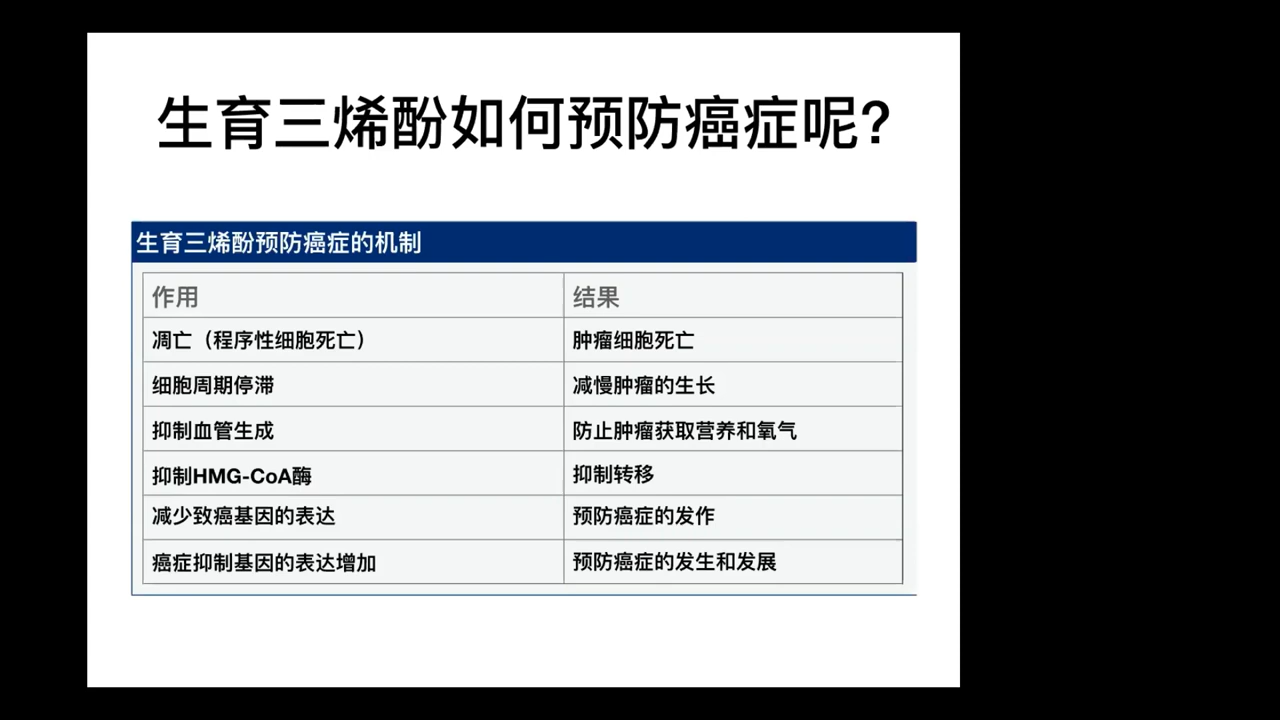 生育三烯酚如何预防癌症呢?
生育三烯酚预防癌症的机制
作用 结果
凋亡（程序性细胞死亡） 肿瘤细胞死亡
细胞周期停滞 减慢肿瘤的生长
抑制血管生成 防止肿瘤获取营养和氧气
抑制HMG-CoA酶 抑制转移
减少致癌基因的表达 预防癌症的发作
癌症抑制基因的表达增加 预防癌症的发生和发展